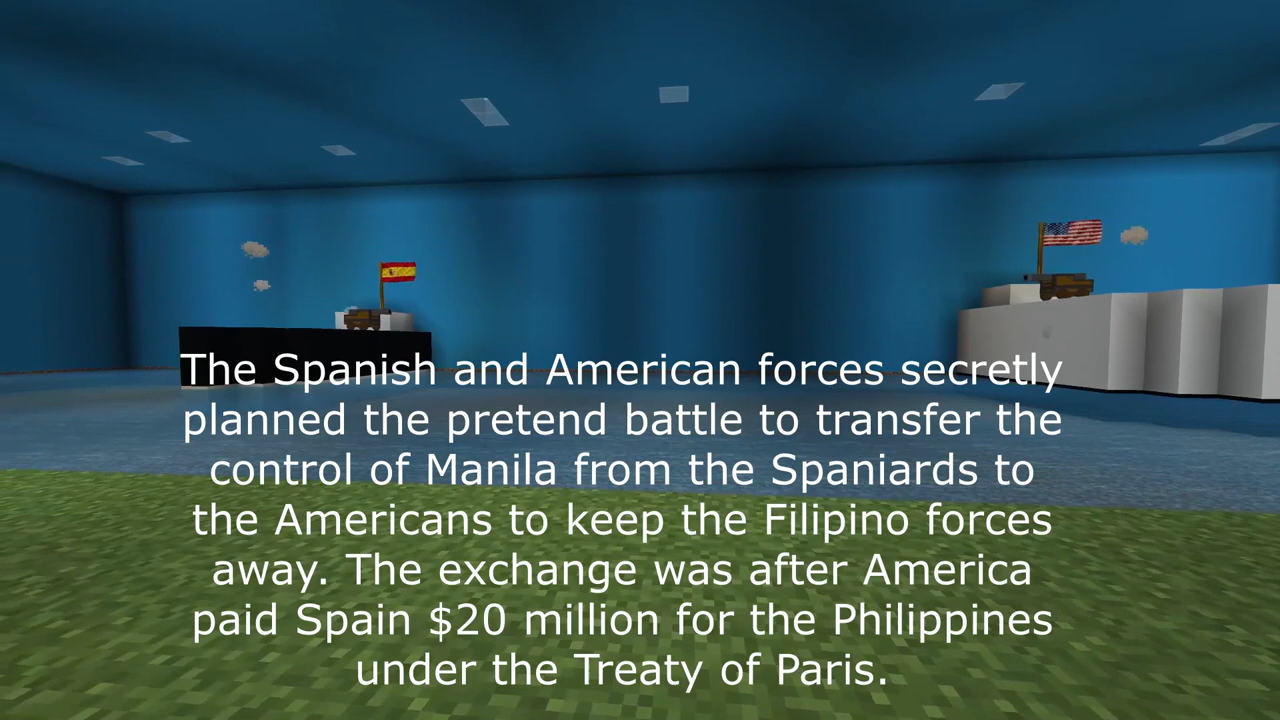 The Spanish and American forces secretly
planned the pretend battle to transfer the
control of Manila from the Spaniards to
the Americans to keep the Filipino forces
away. The exchange was after America
paid Spain $20 million for the Philippines
under the Treaty of Paris.